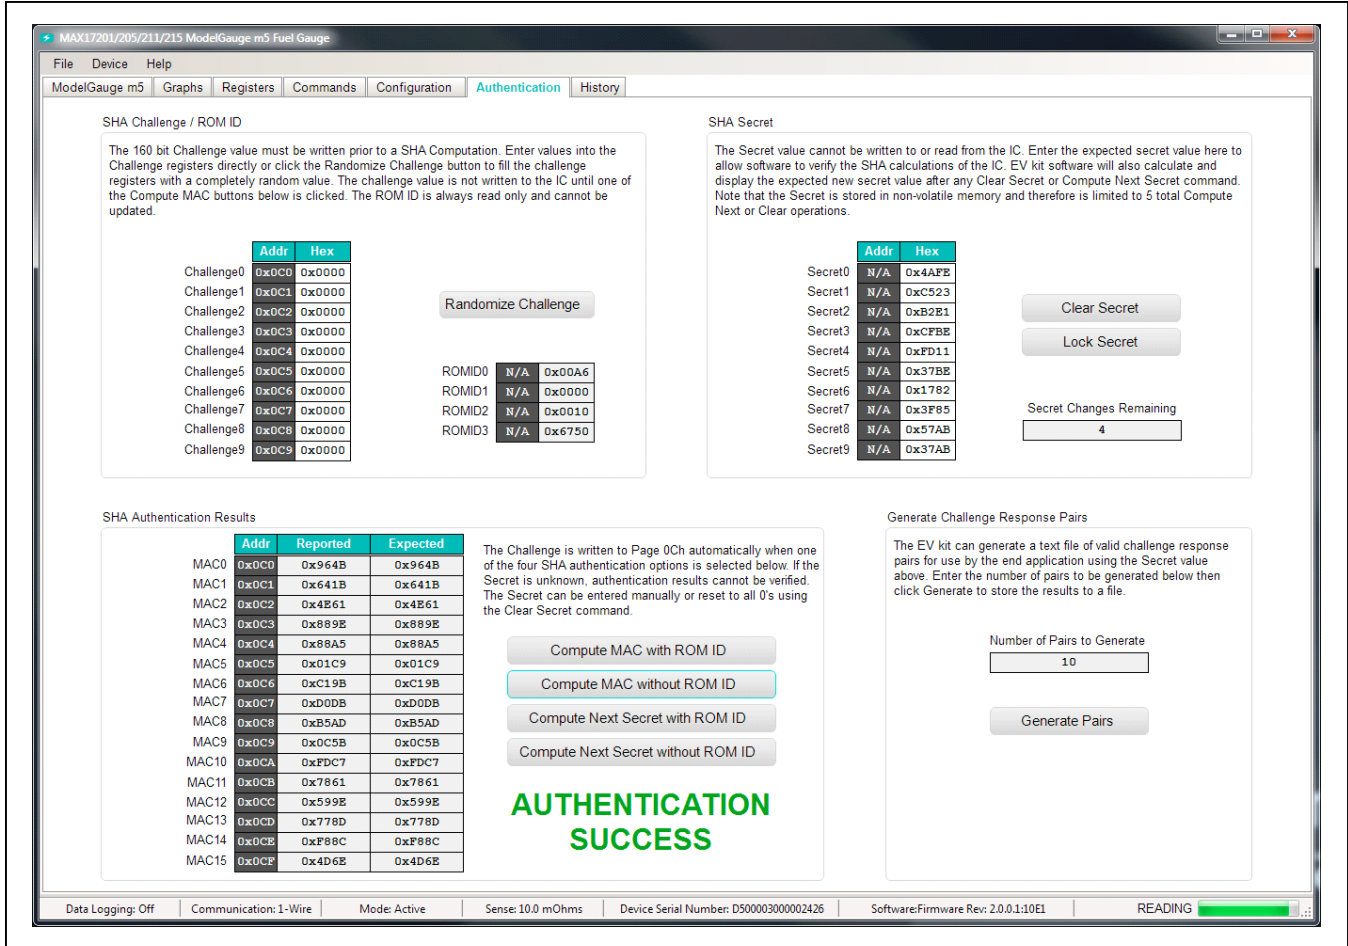 MAX17201/205/211/215 ModelGauge m5 Fuel Gauge
File Device Help
ModelGauge m5 Graphs Registers Commands Configuration Authentication History
SHA Challenge / ROM ID
The 160 bit Challenge value must be written prior to a SHA Computation. Enter values into the
Challenge registers directly or click the Randomize Challenge button to fill the challenge
registers with a completely random value. The challenge value is not written to the IC until one of
the Compute MAC buttons below is clicked. The ROM ID is always read only and cannot be
updated.
Addr Hex
Challenge0 0x0C0 0x0000
Challenge1 0x0C1 0x0000
Challenge2 0x0C2 0x0000
Challenge3 0x0C3 0x0000
Challenge4 0x0C4 0x0000
Challenge5 0x0C5 0x0000
Challenge6 0x0C6 0x0000
Challenge7 0x0C7 0x0000
Challenge8 0x0C8 0x0000
Challenge9 0x0C9 0x0000
Randomize Challenge
ROMID0 N/A 0x00A6
ROMID1 N/A 0x0000
ROMID2 N/A 0x0010
ROMID3 N/A 0x6750
SHA Secret
The Secret value cannot be written to or read from the IC. Enter the expected secret value here to
allow software to verify the SHA calculations of the IC. EV kit software will also calculate and
display the expected new secret value after any Clear Secret or Compute Next Secret command.
Note that the Secret is stored in non-volatile memory and therefore is limited to 5 total Compute
Next or Clear operations.
Addr Hex
Secret0 N/A 0x4AFE
Secret1 N/A 0xC523
Secret2 N/A 0xB2E1
Secret3 N/A 0xCFBE
Secret4 N/A 0xFD11
Secret5 N/A 0x37BE
Secret6 N/A 0x1782
Secret7 N/A 0x3F85
Secret8 N/A 0x57AB
Secret9 N/A 0x37AB
Clear Secret
Lock Secret
Secret Changes Remaining
4
SHA Authentication Results
Addr Reported Expected
MAC0 0x0C0 0x964B 0x964B
MAC1 0x0C1 0x641B 0x641B
MAC2 0x0C2 0x4E61 0x4E61
MAC3 0x0C3 0x889E 0x889E
MAC4 0x0C4 0x88A5 0x88A5
MAC5 0x0C5 0x01C9 0x01C9
MAC6 0x0C6 0xC19B 0xC19B
MAC7 0x0C7 0xD0DB 0xD0DB
MAC8 0x0C8 0xB5AD 0xB5AD
MAC9 0x0C9 0x0C5B 0x0C5B
MAC10 0x0CA 0xFDC7 0xFDC7
MAC11 0x0CB 0x7861 0x7861
MAC12 0x0CC 0x599E 0x599E
MAC13 0x0CD 0x778D 0x778D
MAC14 0x0CE 0xF88C 0xF88C
MAC15 0x0CF 0x4D6E 0x4D6E
The Challenge is written to Page 0Ch automatically when one
of the four SHA authentication options is selected below. If the
Secret is unknown, authentication results cannot be verified.
The Secret can be entered manually or reset to all 0's using
the Clear Secret command.
Compute MAC with ROM ID
Compute MAC without ROM ID
Compute Next Secret with ROM ID
Compute Next Secret without ROM ID
AUTHENTICATION
SUCCESS
Generate Challenge Response Pairs
The EV kit can generate a text file of valid challenge response
pairs for use by the end application using the Secret value
above. Enter the number of pairs to be generated below then
click Generate to store the results to a file.
Number of Pairs to Generate
10
Generate Pairs
Data Logging: Off Communication: 1-Wire Mode: Active Sense: 10.0 mOhms Device Serial Number: D500003000002426 Software:Firmware Rev: 2.0.0.1:10E1 READING